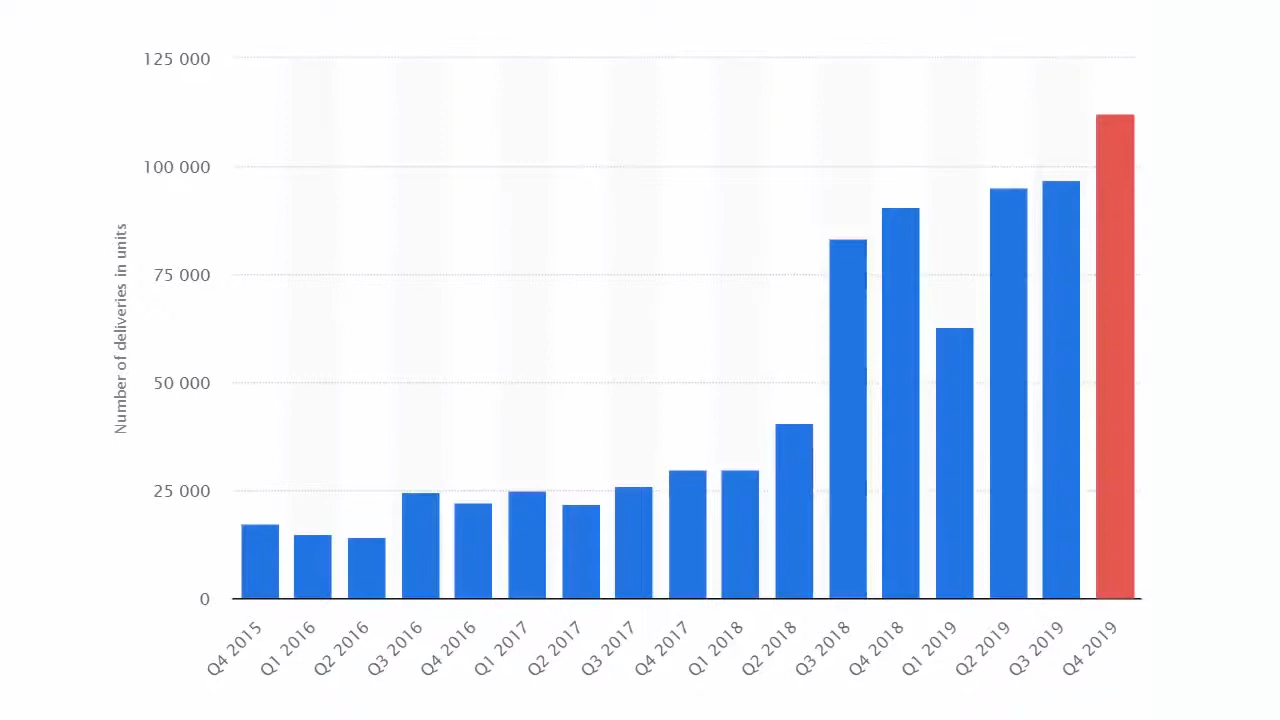 125 000
100 000
75 000
50 000
25 000
0
Number of deliveries in units
Q4 2015
Q1 2016
Q2 2016
Q3 2016
Q4 2016
Q1 2017
Q2 2017
Q3 2017
Q4 2017
Q1 2018
Q2 2018
Q3 2018
Q4 2018
Q1 2019
Q2 2019
Q3 2019
Q4 2019